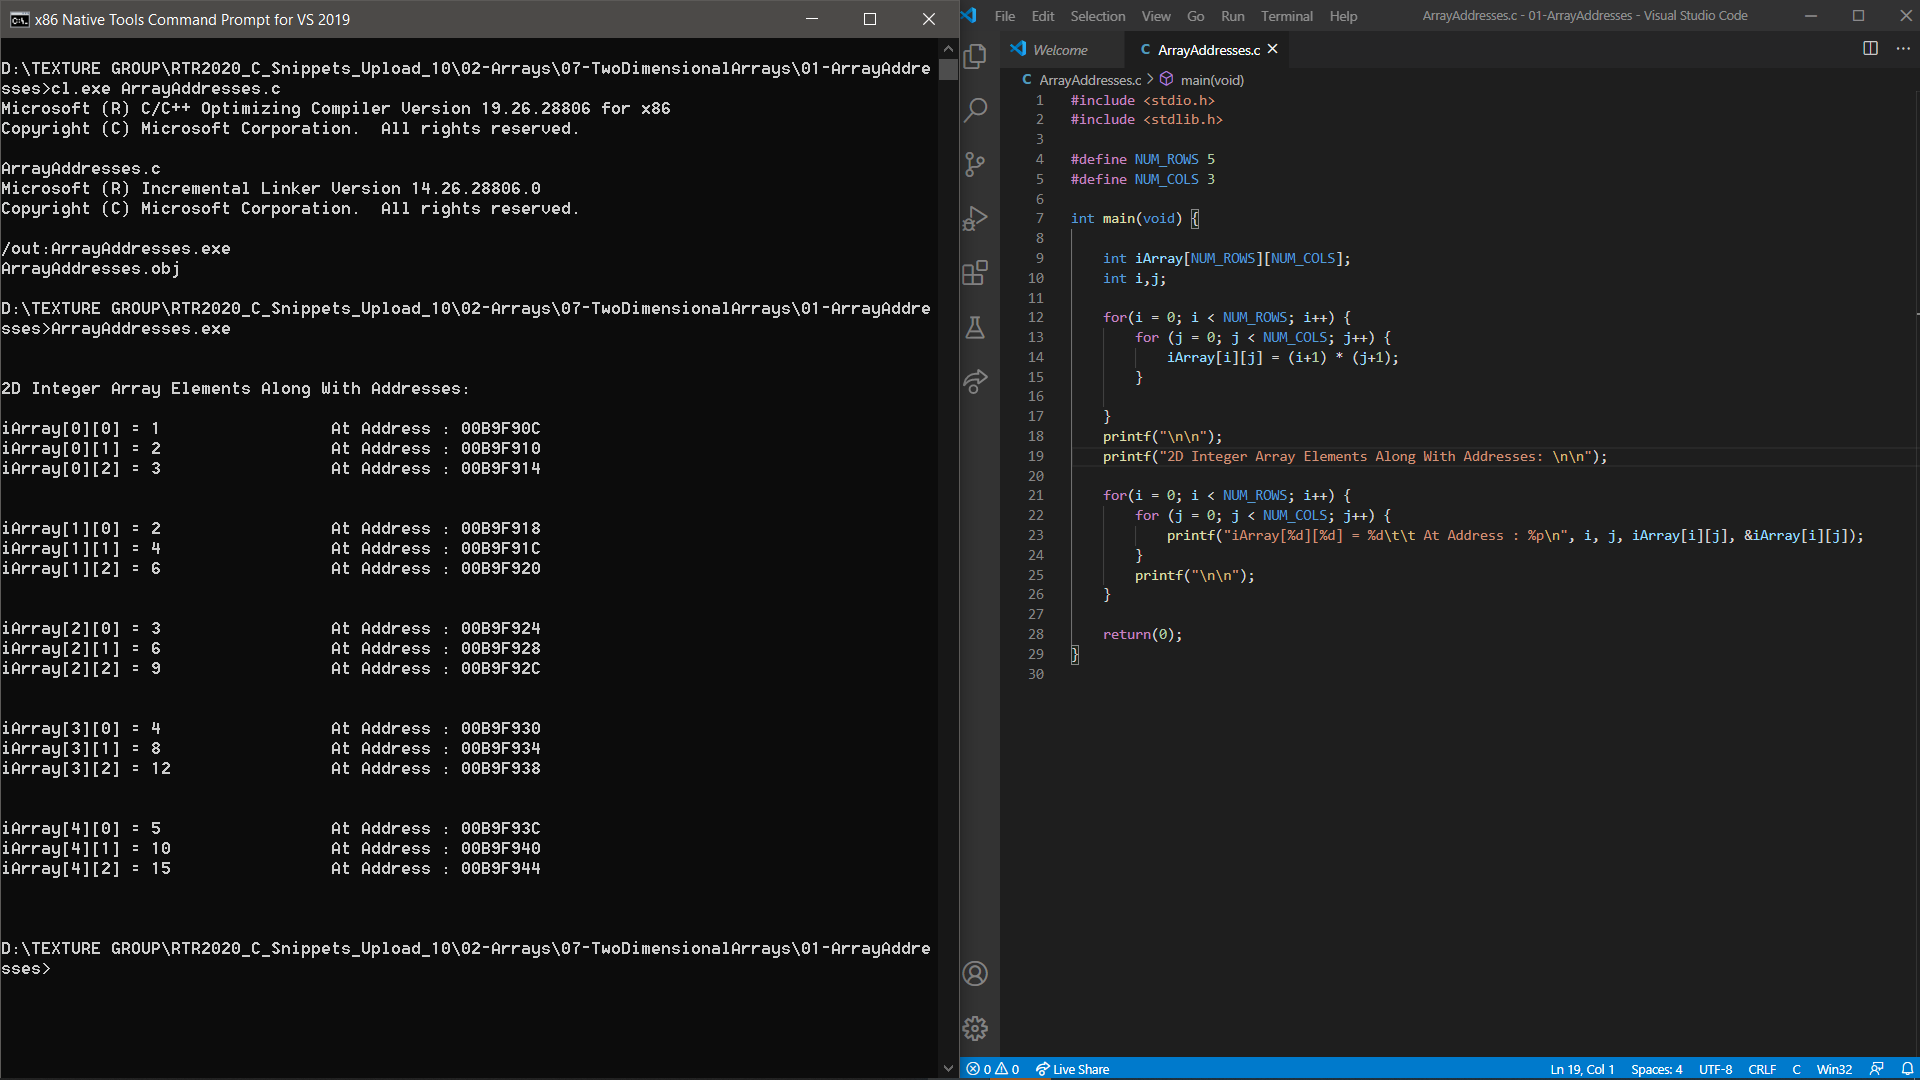 x86 Native Tools Command Prompt for VS 2019
D:\TEXTURE GROUP\RTR2020_C_Snippets_Upload_10\02-Arrays\07-TwoDimensionalArrays\01-ArrayAddre
sses>cl.exe ArrayAddresses.c
Microsoft (R) C/C++ Optimizing Compiler Version 19.26.28806 for x86
Copyright (C) Microsoft Corporation.  All rights reserved.
ArrayAddresses.c
Microsoft (R) Incremental Linker Version 14.26.28806.0
Copyright (C) Microsoft Corporation.  All rights reserved.
/out:ArrayAddresses.exe
ArrayAddresses.obj
D:\TEXTURE GROUP\RTR2020_C_Snippets_Upload_10\02-Arrays\07-TwoDimensionalArrays\01-ArrayAddre
sses>ArrayAddresses.exe
2D Integer Array Elements Along With Addresses:
iArray[0][0] = 1 At Address : 00B9F90C
iArray[0][1] = 2 At Address : 00B9F910
iArray[0][2] = 3 At Address : 00B9F914
iArray[1][0] = 2 At Address : 00B9F918
iArray[1][1] = 4 At Address : 00B9F91C
iArray[1][2] = 6 At Address : 00B9F920
iArray[2][0] = 3 At Address : 00B9F924
iArray[2][1] = 6 At Address : 00B9F928
iArray[2][2] = 9 At Address : 00B9F92C
iArray[3][0] = 4 At Address : 00B9F930
iArray[3][1] = 8 At Address : 00B9F934
iArray[3][2] = 12 At Address : 00B9F938
iArray[4][0] = 5 At Address : 00B9F93C
iArray[4][1] = 10 At Address : 00B9F940
iArray[4][2] = 15 At Address : 00B9F944
D:\TEXTURE GROUP\RTR2020_C_Snippets_Upload_10\02-Arrays\07-TwoDimensionalArrays\01-ArrayAddre
sses>
File Edit Selection View Go Run Terminal Help ArrayAddresses.c - 01-ArrayAddresses - Visual Studio Code
Welcome C ArrayAddresses.c
C ArrayAddresses.c > main(void)
1 #include <stdio.h>
2 #include <stdlib.h>
3
4 #define NUM_ROWS 5
5 #define NUM_COLS 3
6
7 int main(void) {
8
9 int iArray[NUM_ROWS][NUM_COLS];
10 int i,j;
11
12 for(i = 0; i < NUM_ROWS; i++) {
13 for (j = 0; j < NUM_COLS; j++) {
14 iArray[i][j] = (i+1) * (j+1);
15 }
16
17 }
18 printf("\n\n");
19 printf("2D Integer Array Elements Along With Addresses: \n\n");
20
21 for(i = 0; i < NUM_ROWS; i++) {
22 for (j = 0; j < NUM_COLS; j++) {
23 printf("iArray[%d][%d] = %d\t\t At Address : %p\n", i, j, iArray[i][j], &iArray[i][j]);
24 }
25 printf("\n\n");
26 }
27
28 return(0);
29 }
30
0 0 Live Share Ln 19, Col 1 Spaces: 4 UTF-8 CRLF C Win32